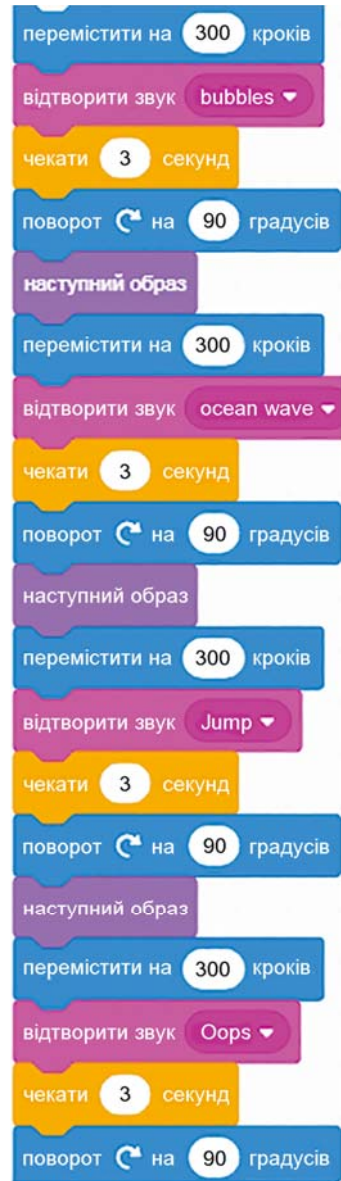 перемістити на 300 кроків
відтворити звук bubbles
чекати 3 секунд
поворот на 90 градусів
наступний образ
перемістити на 300 кроків
відтворити звук ocean wave
чекати 3 секунд
поворот на 90 градусів
наступний образ
перемістити на 300 кроків
відтворити звук Jump
чекати 3 секунд
поворот на 90 градусів
наступний образ
перемістити на 300 кроків
відтворити звук Oops
чекати 3 секунд
поворот на 90 градусів